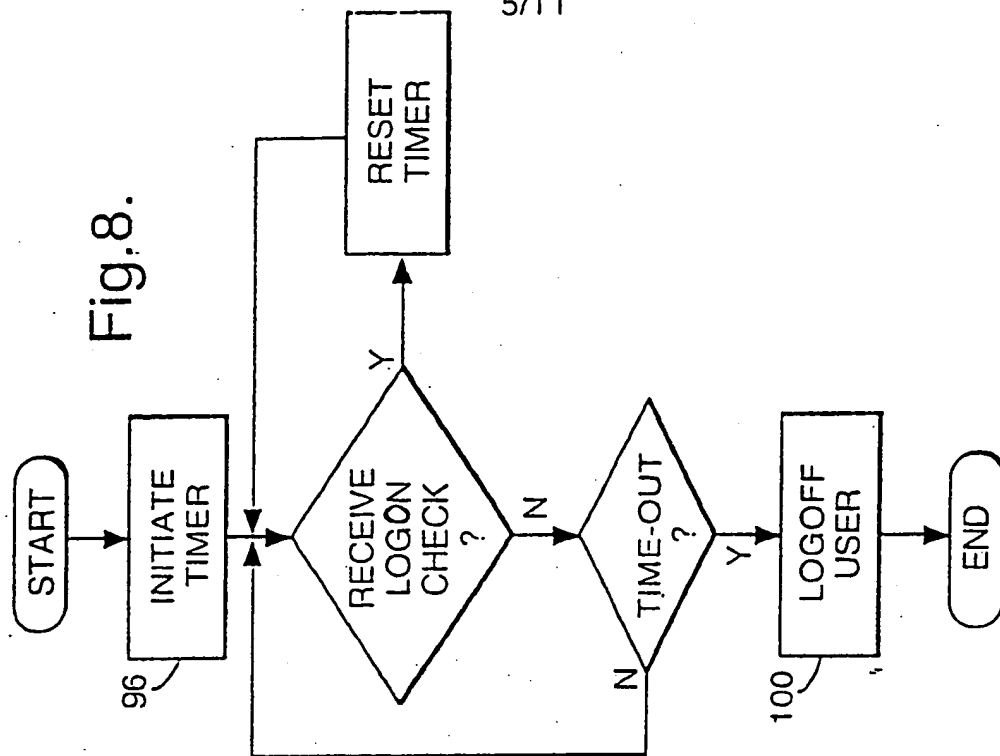 5/11
Fig.8.
START
INITIATE
TIMER
96
RECEIVE
LOGON
CHECK
?
Y
RESET
TIMER
N
TIME-OUT
?
N
Y
LOGOFF
USER
100
END